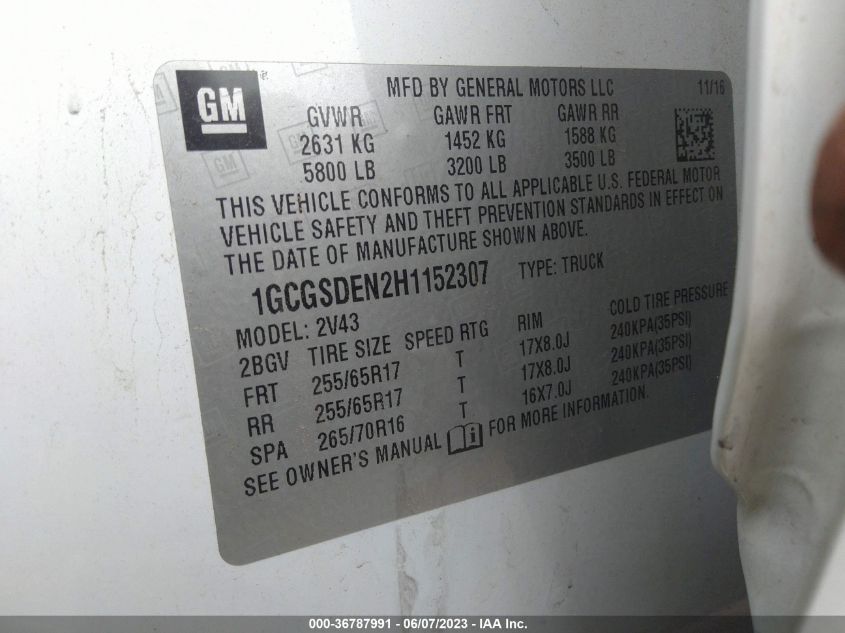 GM
MFD BY GENERAL MOTORS LLC 11/16
GVWR GAWR FRT GAWR RR
2631 KG 1452 KG 1588 KG
5800 LB 3200 LB 3500 LB
THIS VEHICLE CONFORMS TO ALL APPLICABLE U.S. FEDERAL MOTOR
VEHICLE SAFETY AND THEFT PREVENTION STANDARDS IN EFFECT ON
THE DATE OF MANUFACTURE SHOWN ABOVE.
1GCGSDEN2H1152307 TYPE: TRUCK
MODEL: 2V43
2BGV TIRE SIZE SPEED RTG RIM COLD TIRE PRESSURE
FRT 255/65R17 T 17X8.0J 240KPA(35PSI)
RR 255/65R17 T 17X8.0J 240KPA(35PSI)
SPA 265/70R16 T 16X7.0J 240KPA(35PSI)
SEE OWNER'S MANUAL FOR MORE INFORMATION.
000-36787991 - 06/07/2023 - IAA Inc.